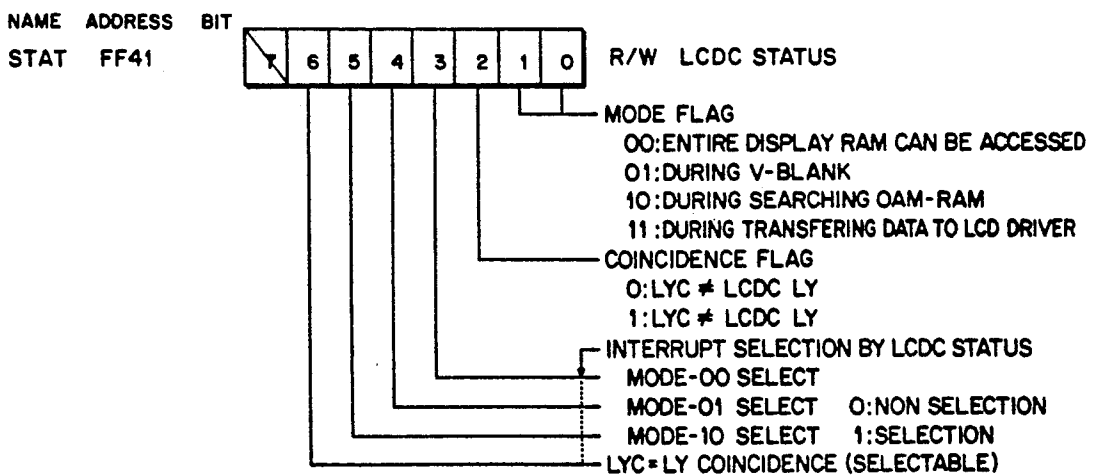 NAME ADDRESS BIT
STAT FF41 7 6 5 4 3 2 1 0 R/W LCDC STATUS
MODE FLAG
00:ENTIRE DISPLAY RAM CAN BE ACCESSED
01:DURING V-BLANK
10:DURING SEARCHING OAM-RAM
11:DURING TRANSFERING DATA TO LCD DRIVER
COINCIDENCE FLAG
0:LYC ≠ LCDC LY
1:LYC ≠ LCDC LY
INTERRUPT SELECTION BY LCDC STATUS
MODE-00 SELECT
MODE-01 SELECT 0:NON SELECTION
MODE-10 SELECT 1:SELECTION
LYC=LY COINCIDENCE (SELECTABLE)